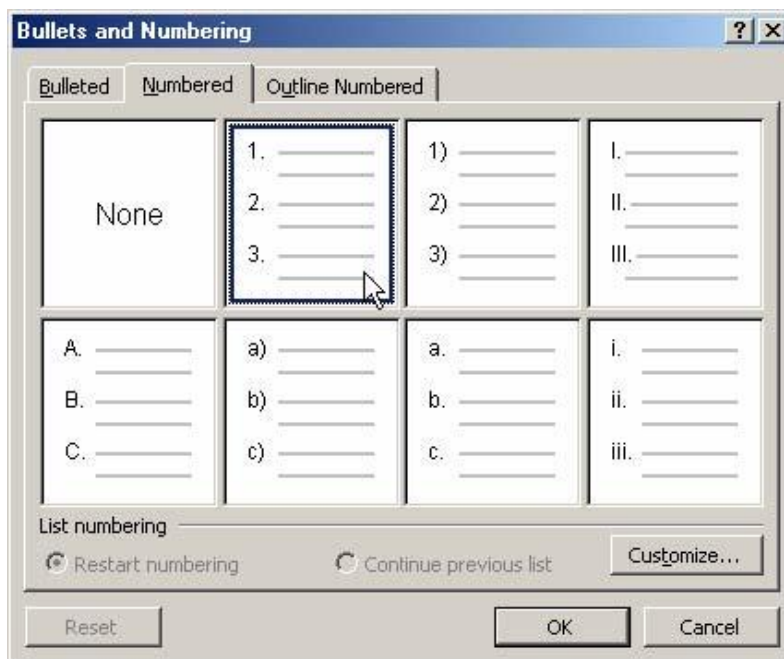 Bullets and Numbering
Bulleted Numbered Outline Numbered
None
1.
2.
3.
1)
2)
3)
I.
II.
III.
A.
B.
C.
a)
b)
c)
a.
b.
c.
i.
ii.
iii.
List numbering
Restart numbering Continue previous list Customize...
Reset OK Cancel